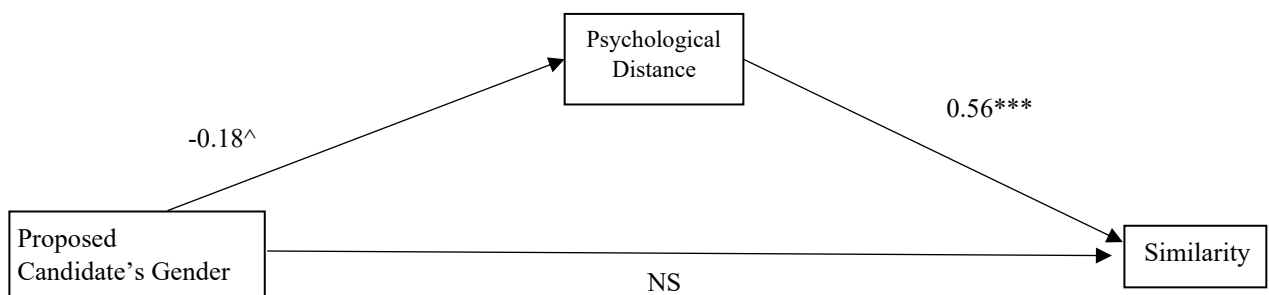 Psychological
Distance
0.56***
-0.18^
Proposed
Candidate’s Gender
Similarity
NS